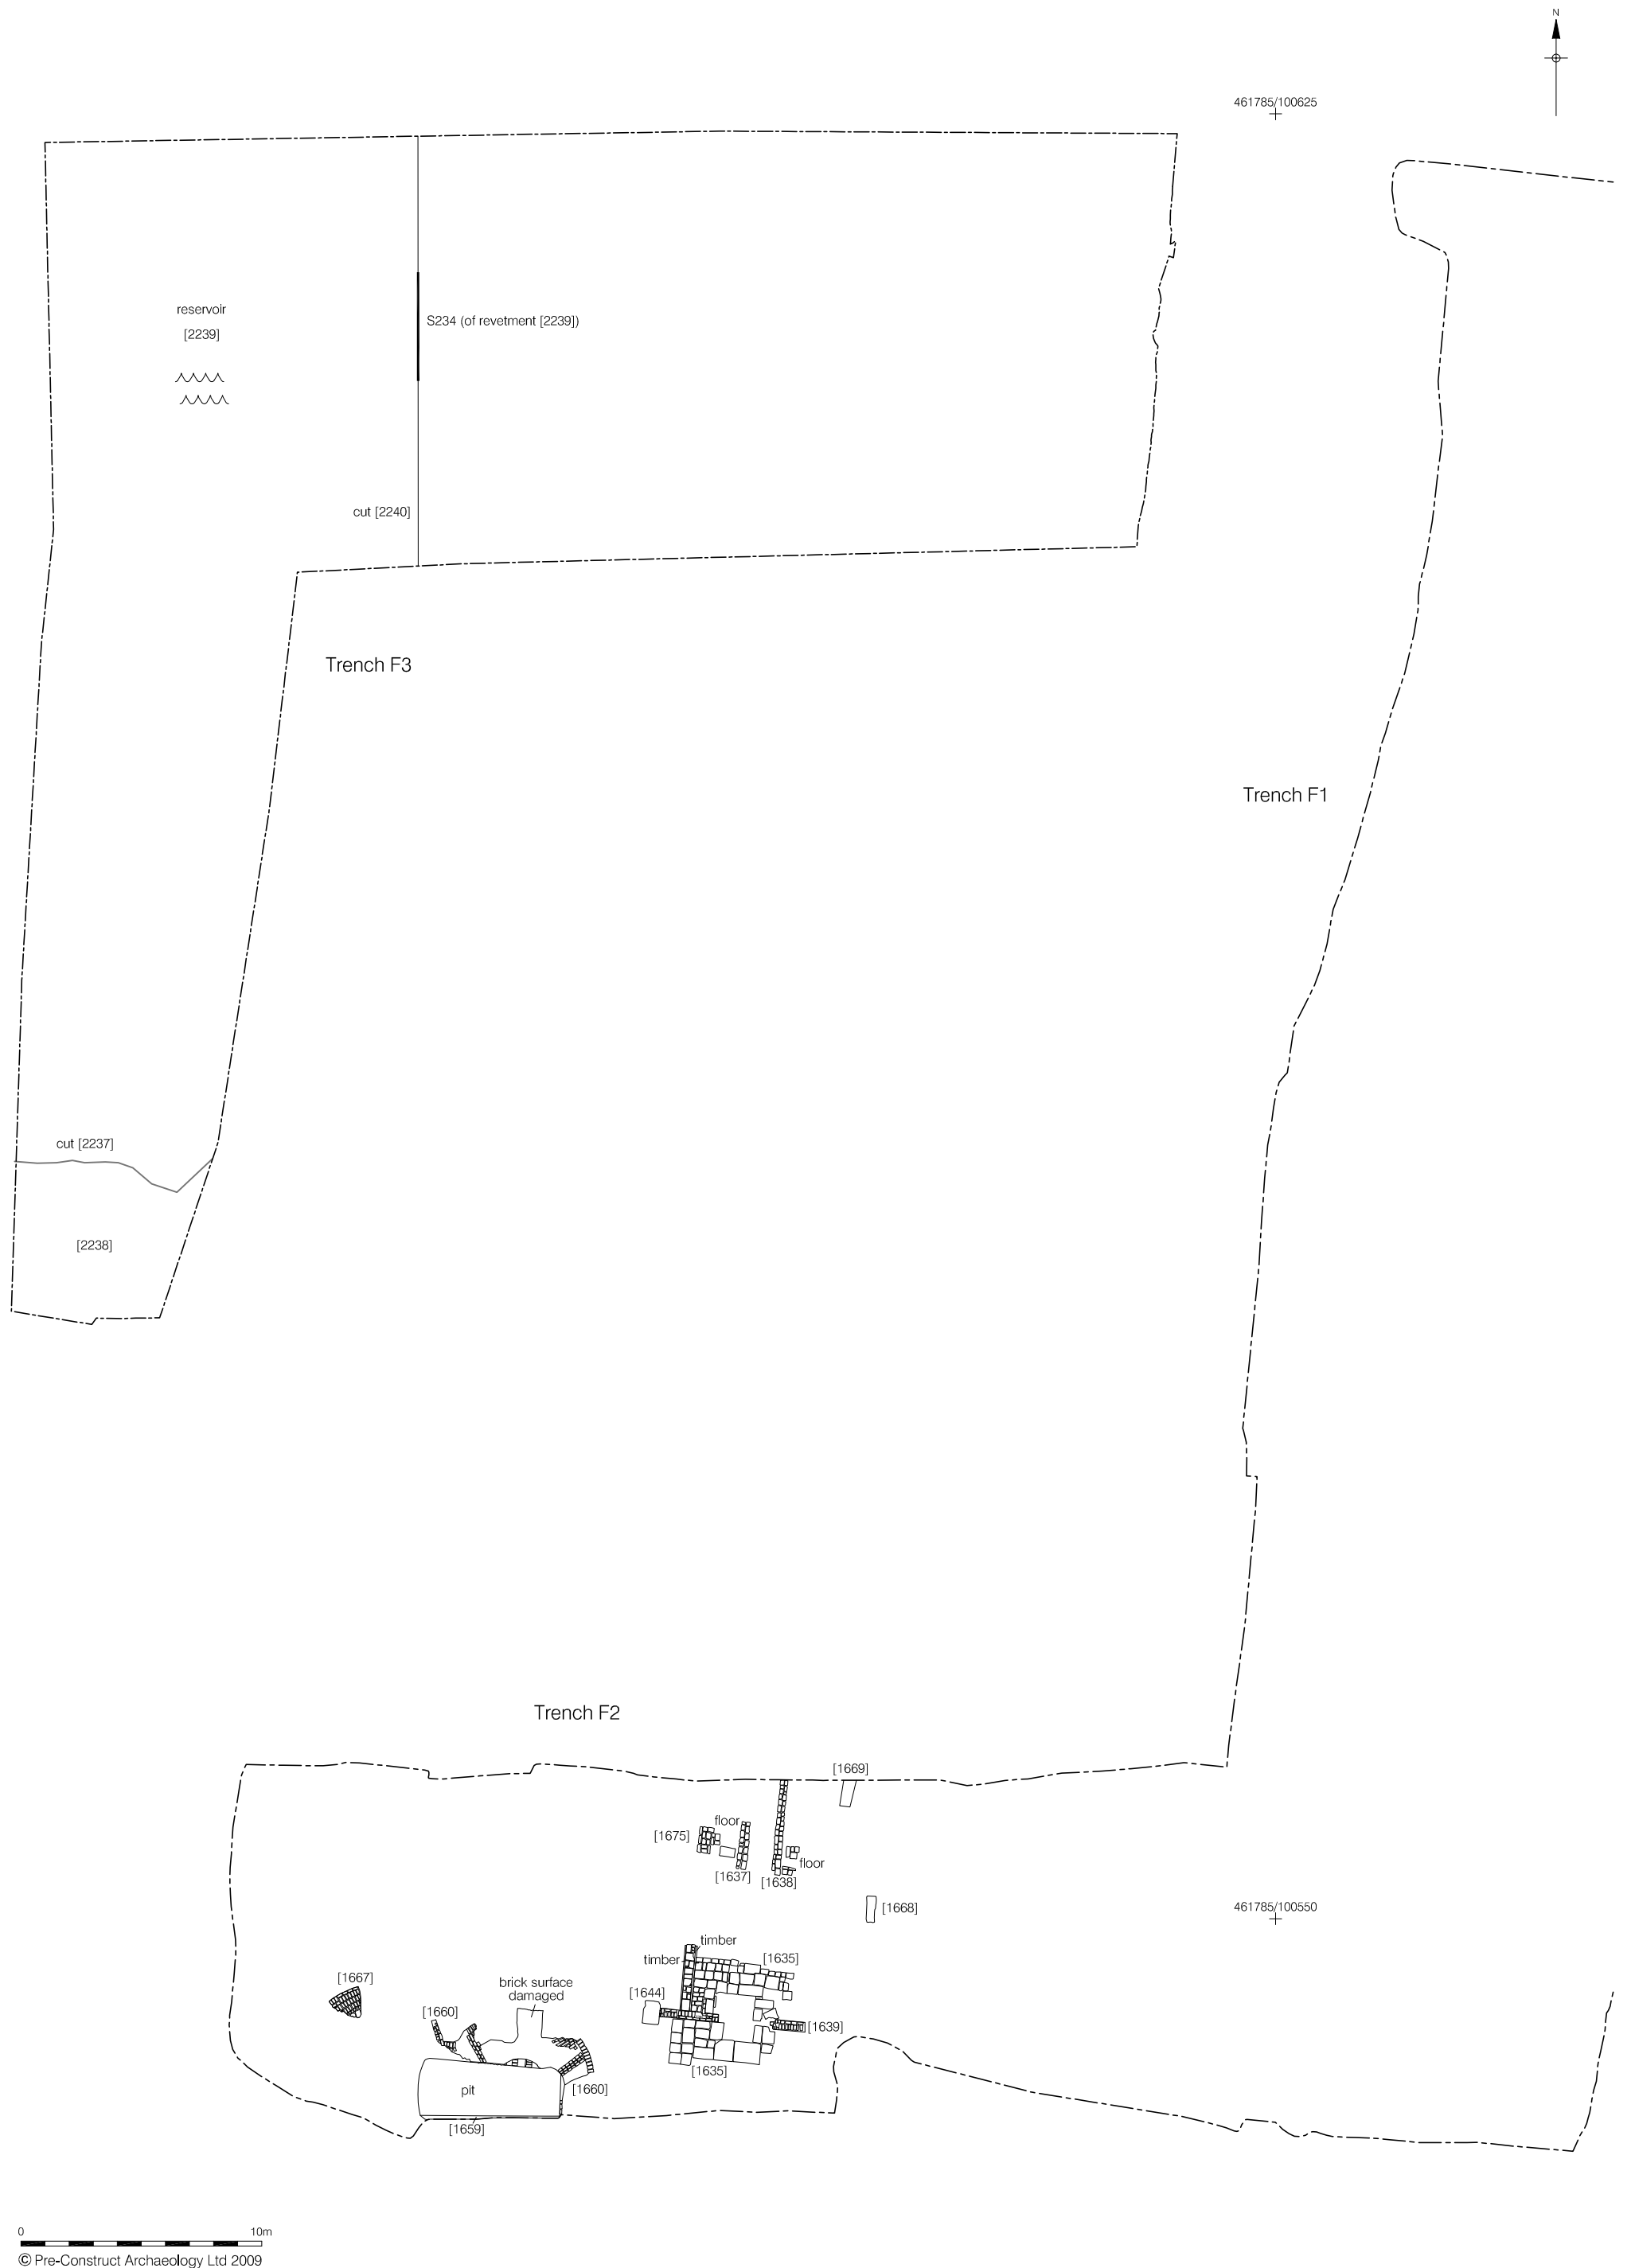 N
461785/100625
reservoir
[2239]
S234 (of revetment [2239])
cut [2240]
Trench F3
Trench F1
cut [2237]
[2238]
Trench F2
[1669]
floor
[1675]
floor
[1637]
[1638]
[1668]
461785/100550
timber
timber
[1635]
[1667]
brick surface
damaged
[1644]
[1660]
[1639]
[1635]
pit
[1660]
[1659]
0
10m
© Pre-Construct Archaeology Ltd 2009